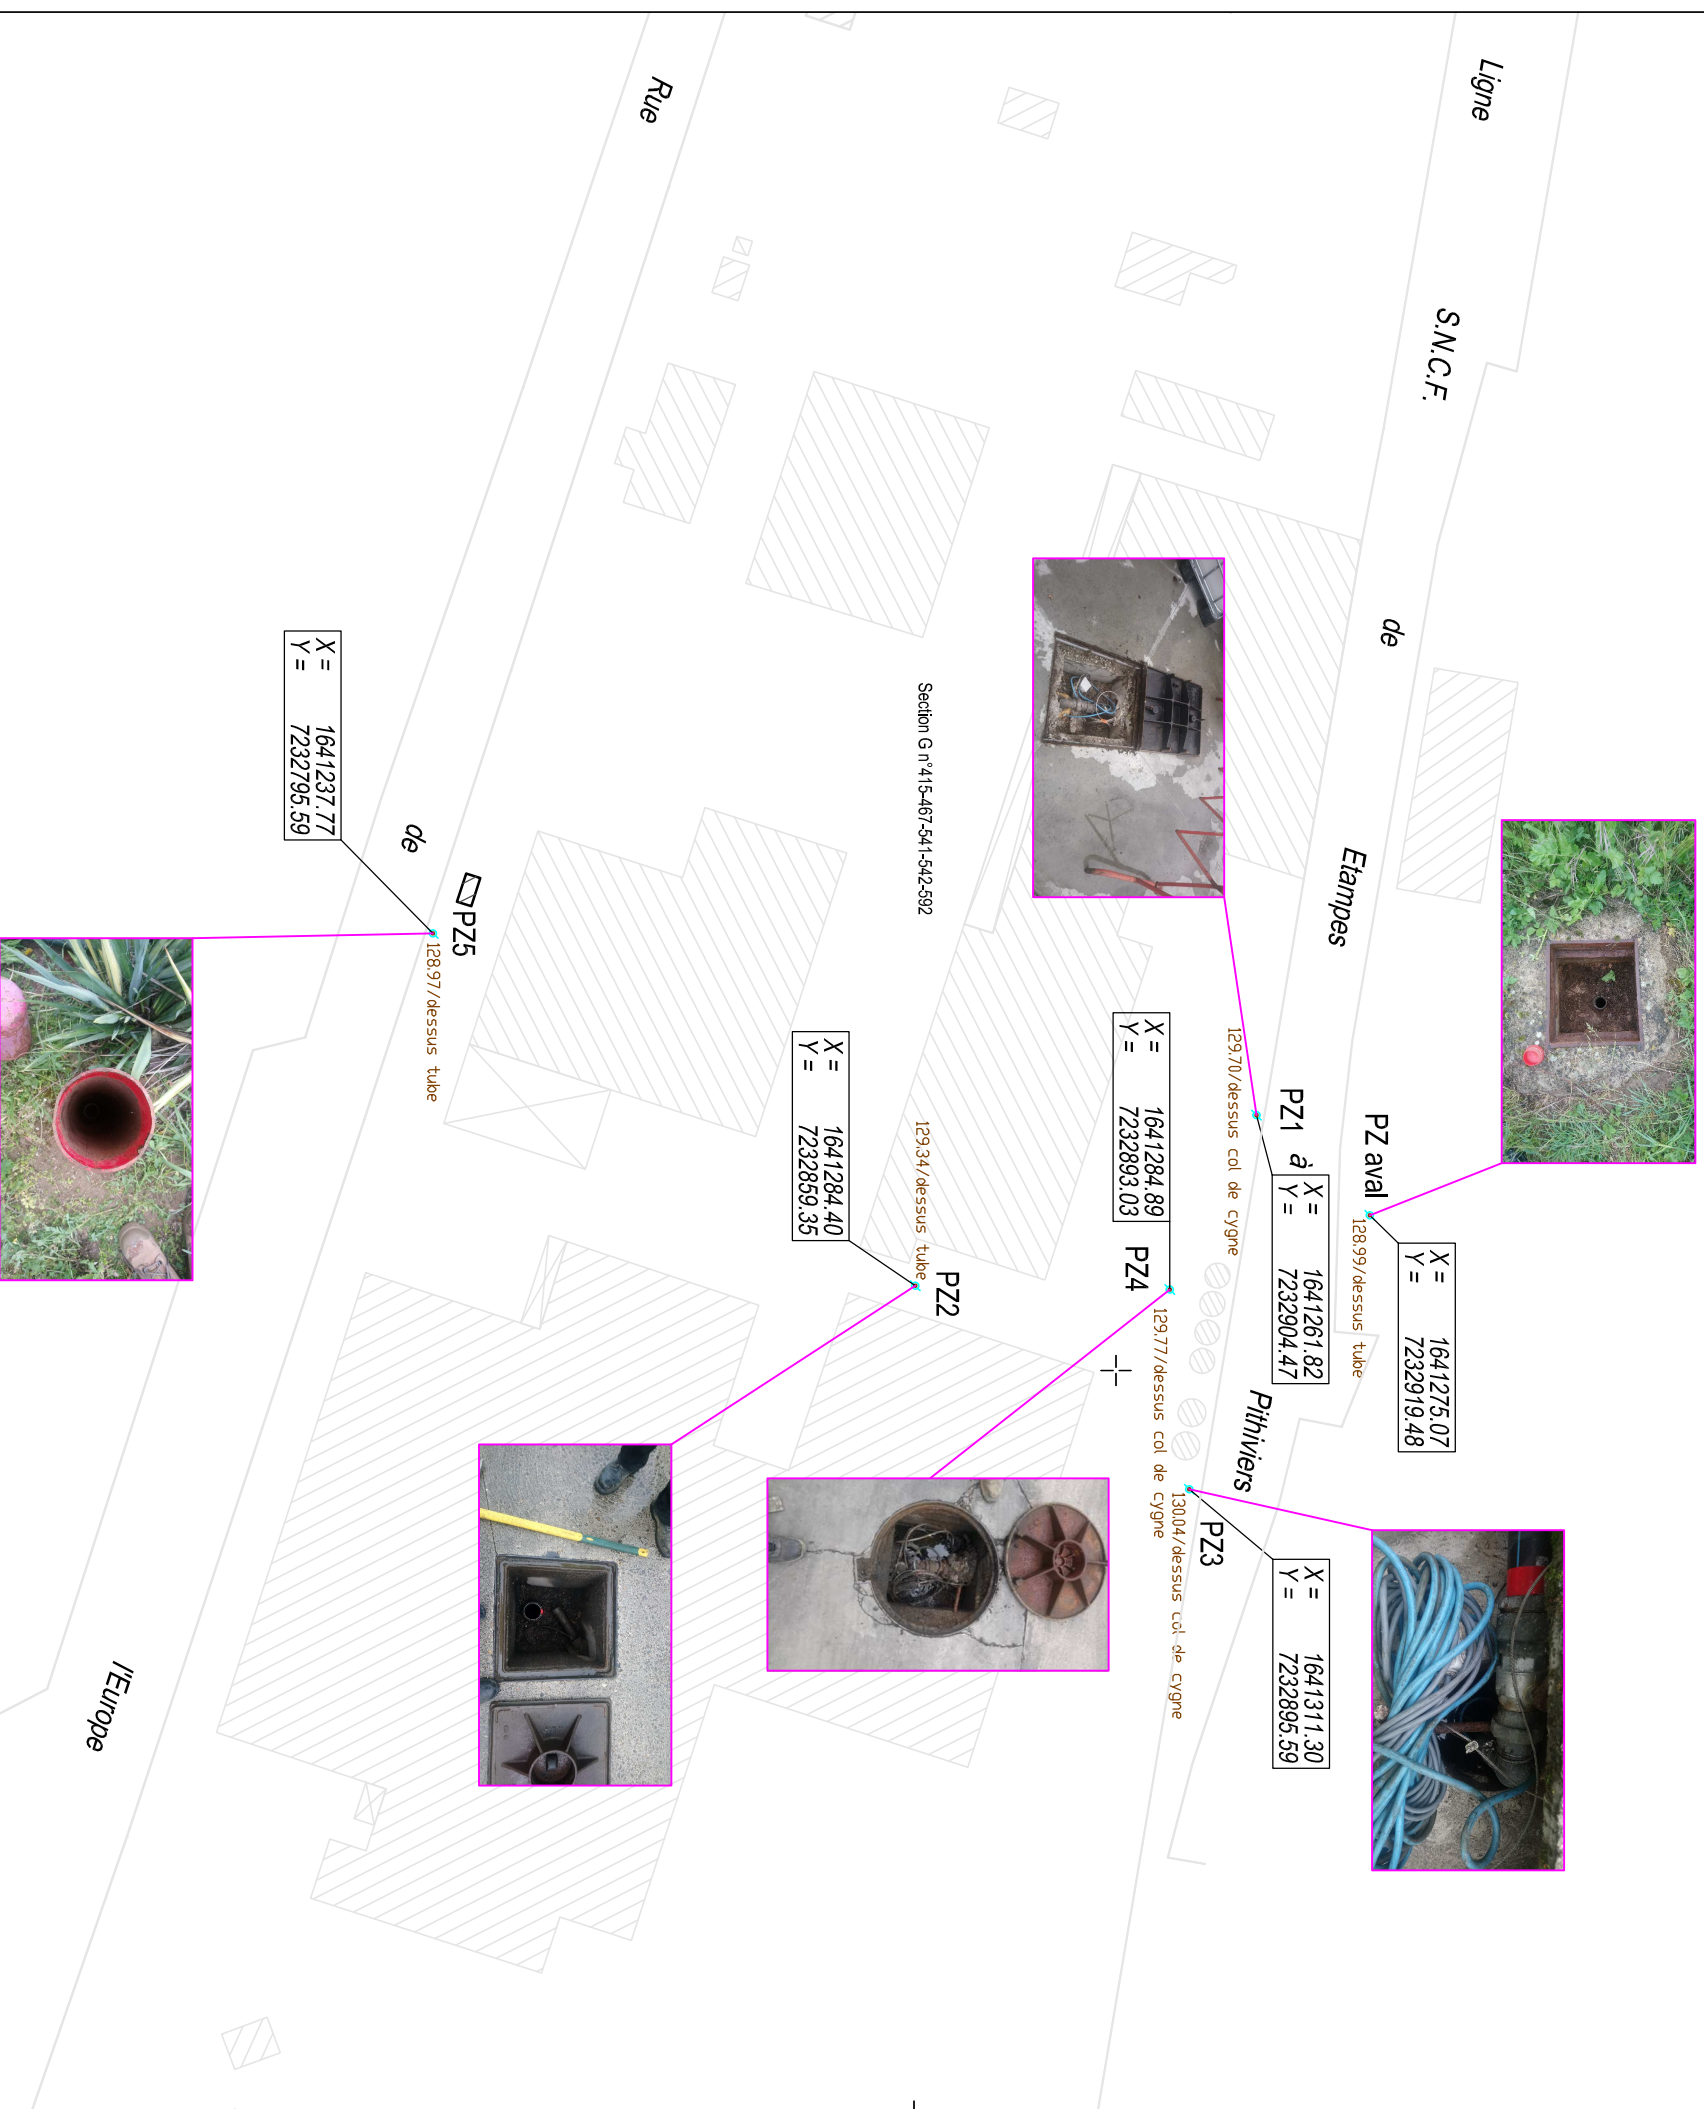 Ligne
S.N.C.F.
de
Etampes
à
Pithiviers
PZ aval
128.99/dessus tube
X = 1641275.07
Y = 7232919.48
PZ1
129.70/dessus col de cygne
X = 1641261.82
Y = 7232904.47
PZ3
130.04/dessus col de cygne
X = 1641311.30
Y = 7232895.59
PZ4
129.77/dessus col de cygne
X = 1641284.89
Y = 7232893.03
PZ2
129.34/dessus tube
X = 1641284.40
Y = 7232859.35
Section G n°415-467-541-542-592
PZ5
128.97/dessus tube
X = 1641237.77
Y = 7232795.59
Rue
de
l'Europe